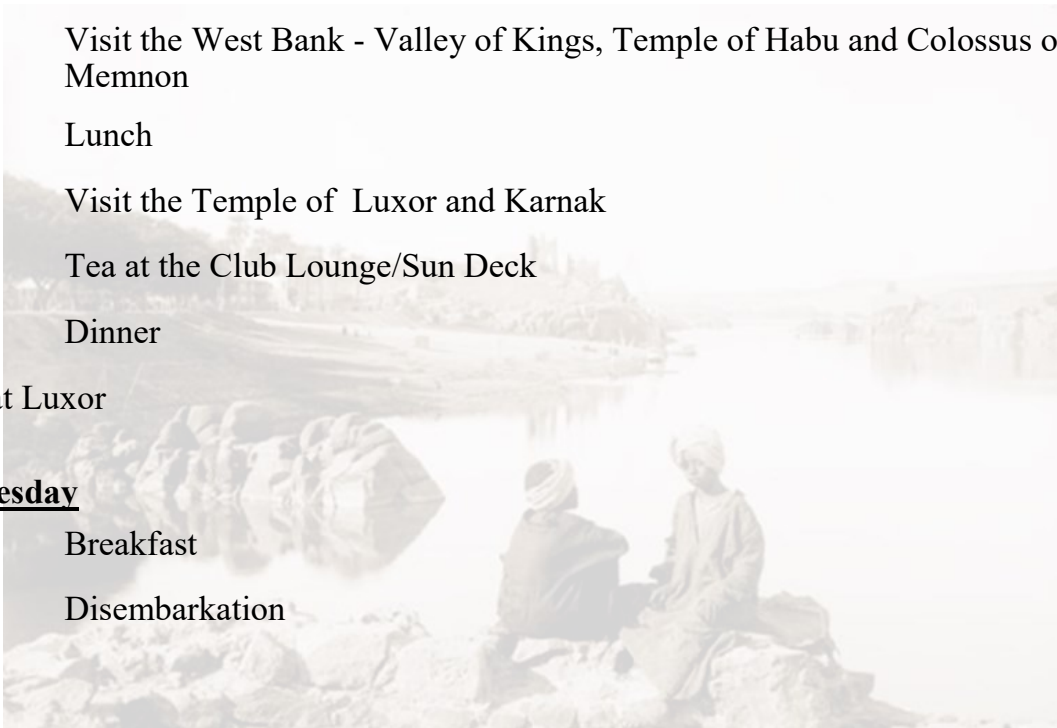 Visit the West Bank - Valley of Kings, Temple of Habu and Colossus o
Memnon
Lunch
Visit the Temple of  Luxor and Karnak
Tea at the Club Lounge/Sun Deck
Dinner
at Luxor
esday
Breakfast
Disembarkation